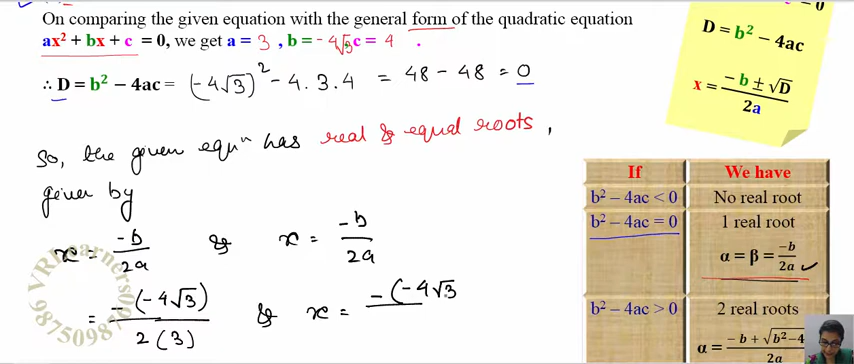 On comparing the given equation with the general form of the quadratic equation
ax² + bx + c = 0, we get a = 3 , b = -4√3, c = 4 .
∴ D = b² – 4ac = (-4√3)² - 4.3.4 = 48 - 48 = 0
So, the given equⁿ has real & equal roots,
given by
x = -b/2a & x = -b/2a
= -(-4√3)/2(3) & x = -(-4√3
VRLearners
9875098760
D = b² – 4ac
x = (–b ± √D)/2a
If We have
b² – 4ac < 0 No real root
b² – 4ac = 0 1 real root
α = β = –b/2a ✓
b² – 4ac > 0 2 real roots